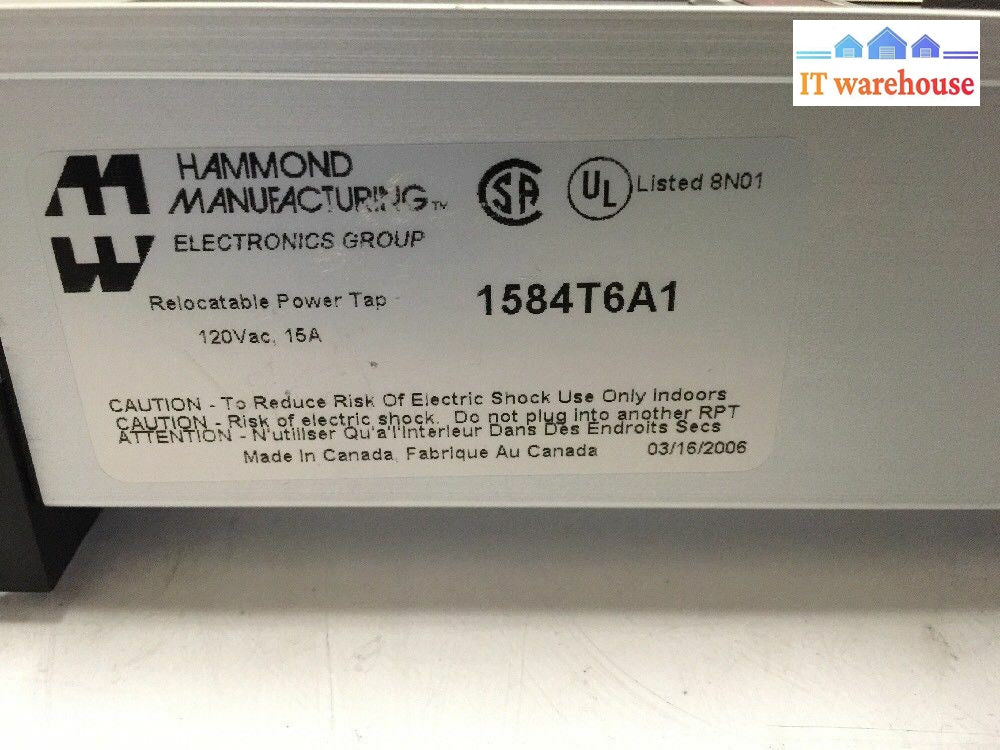 IT warehouse
HAMMOND
MANUFACTURING™
ELECTRONICS GROUP
SA
UL
Listed 8N01
Relocatable Power Tap
1584T6A1
120Vac, 15A
CAUTION - To Reduce Risk Of Electric Shock Use Only Indoors
CAUTION - Risk of electric shock. Do not plug into another RPT
ATTENTION - N'utiliser Qu'a'l'Interieur Dans Des Endroits Secs
Made In Canada, Fabrique Au Canada 03/16/2006